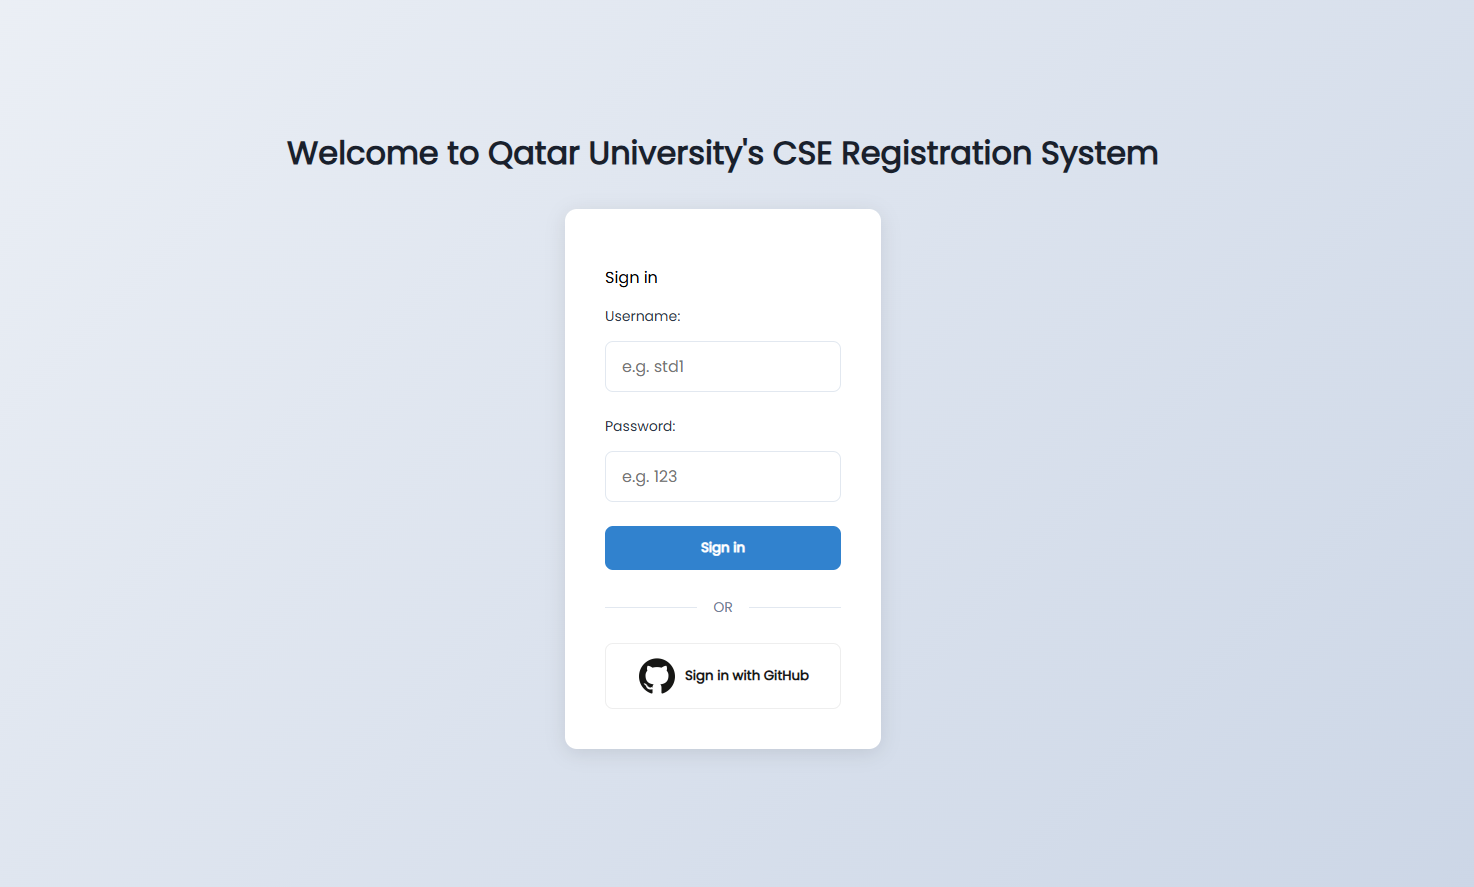 Welcome to Qatar University's CSE Registration System
Sign in
Username:
e.g. std1
Password:
e.g. 123
Sign in
OR
Sign in with GitHub